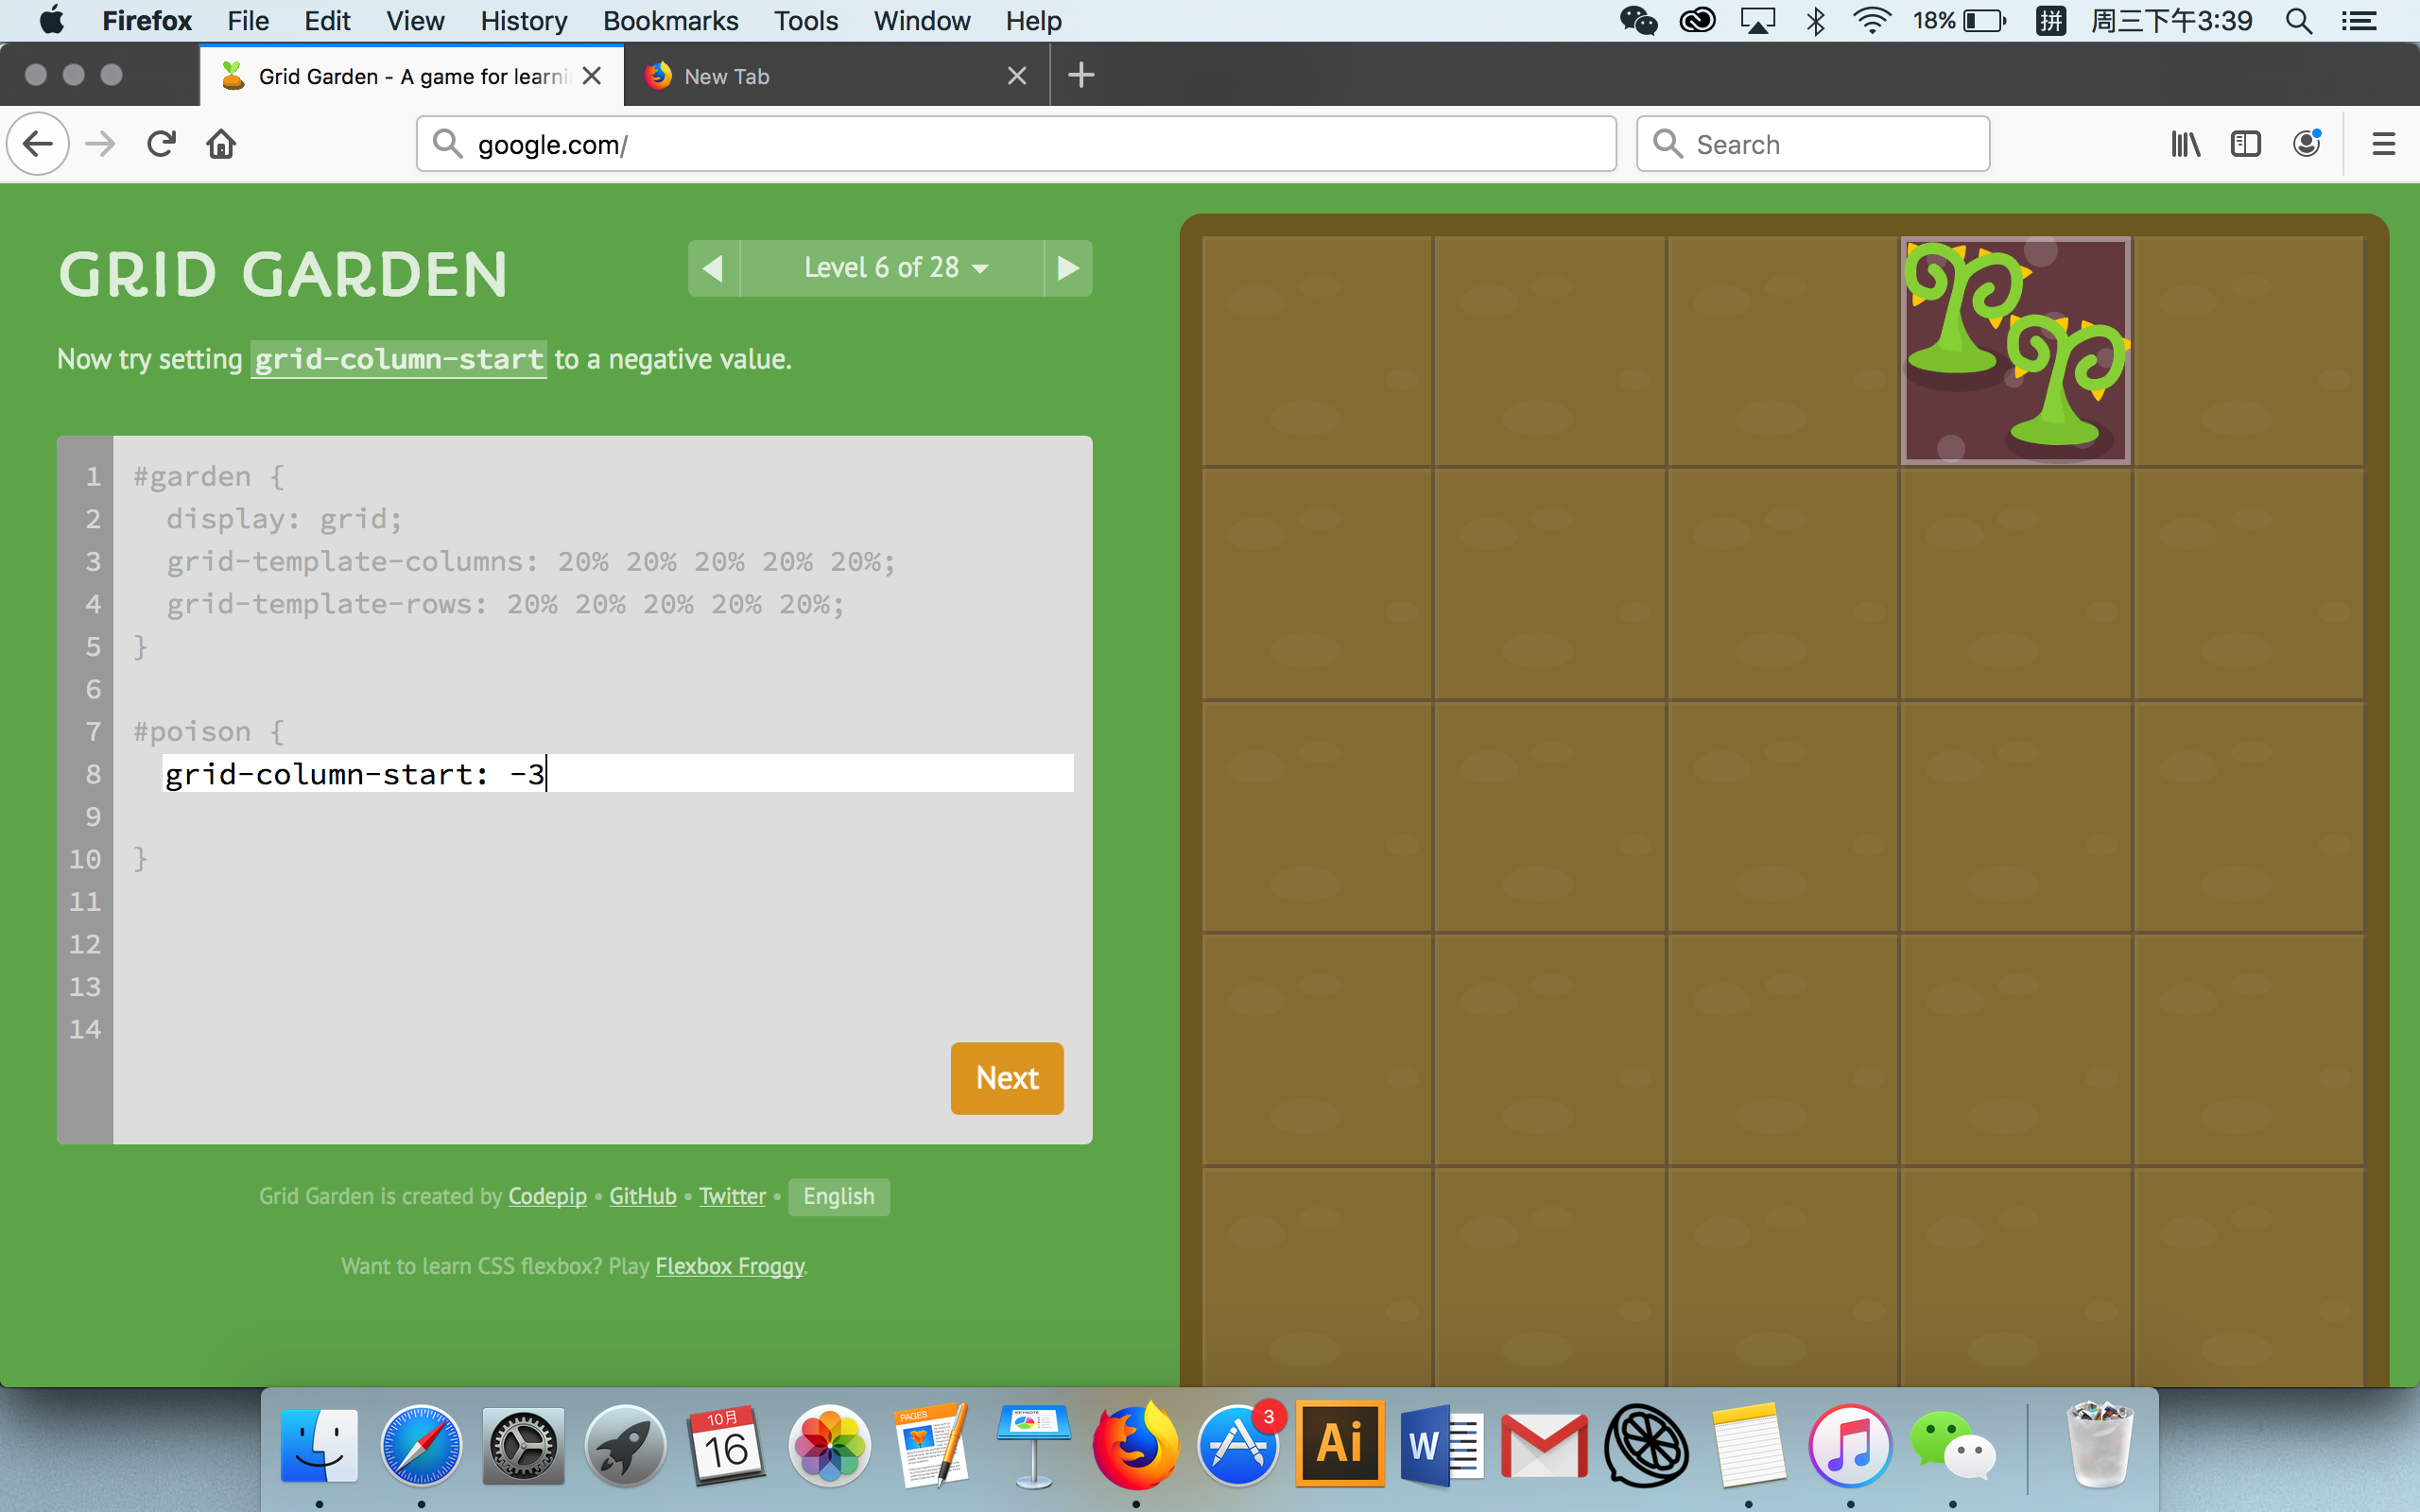 Firefox File Edit View History Bookmarks Tools Window Help 18% 拼 周三下午3:39
Grid Garden - A game for learni New Tab
google.com/ Search
GRID GARDEN
Level 6 of 28
Now try setting grid-column-start to a negative value.
1 #garden {
2 display: grid;
3 grid-template-columns: 20% 20% 20% 20% 20%;
4 grid-template-rows: 20% 20% 20% 20% 20%;
5 }
6
7 #poison {
8 grid-column-start: -3
9
10 }
11
12
13
14
Next
Grid Garden is created by Codepip • GitHub • Twitter • English
Want to learn CSS flexbox? Play Flexbox Froggy.
10月
16
PAGES
KEYNOTE
3
Ai
W